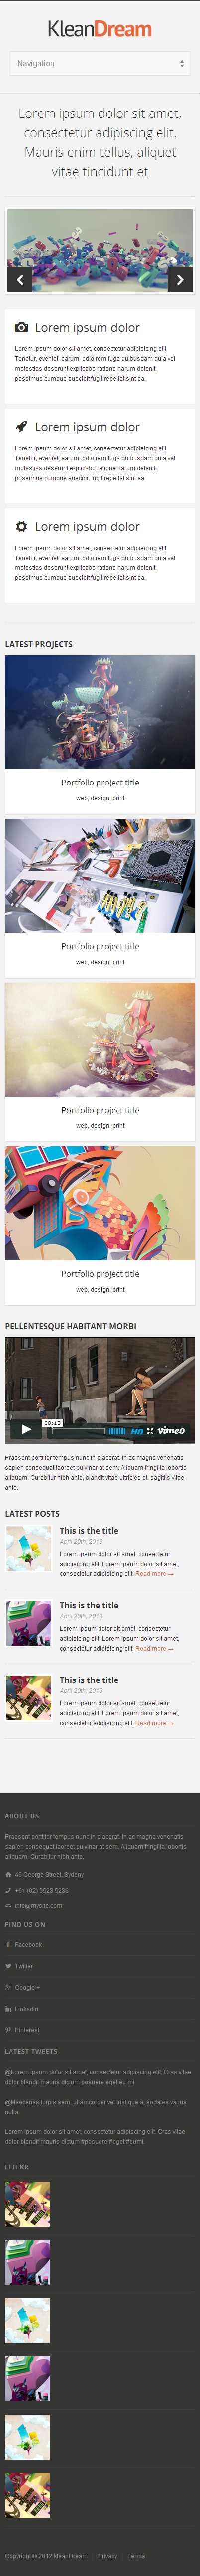 KleanDream
Navigation
Lorem ipsum dolor sit amet,
consectetur adipiscing elit.
Mauris enim tellus, aliquet
vitae tincidunt et
Lorem ipsum dolor
Lorem ipsum dolor sit amet, consectetur adipisicing elit.
Tenetur, eveniet, earum, odio rem fuga quibusdam quia vel
molestias deserunt explicabo ratione harum deleniti
possimus cumque suscipit fugit repellat sint ea.
Lorem ipsum dolor
Lorem ipsum dolor sit amet, consectetur adipisicing elit.
Tenetur, eveniet, earum, odio rem fuga quibusdam quia vel
molestias deserunt explicabo ratione harum deleniti
possimus cumque suscipit fugit repellat sint ea.
Lorem ipsum dolor
Lorem ipsum dolor sit amet, consectetur adipisicing elit.
Tenetur, eveniet, earum, odio rem fuga quibusdam quia vel
molestias deserunt explicabo ratione harum deleniti
possimus cumque suscipit fugit repellat sint ea.
LATEST PROJECTS
Portfolio project title
web, design, print
Portfolio project title
web, design, print
Portfolio project title
web, design, print
Portfolio project title
web, design, print
PELLENTESQUE HABITANT MORBI
08:13
HD
vimeo
Praesent porttitor tempus nunc in placerat. In ac magna venenatis
sapien consequat laoreet pulvinar at sem. Aliquam fringilla lobortis
aliquam. Curabitur nibh ante, blandit vitae ultricies et, sagittis vitae
ante.
LATEST POSTS
This is the title
April 20th, 2013
Lorem ipsum dolor sit amet, consectetur
adipisicing elit. Lorem ipsum dolor sit amet,
consectetur adipisicing elit. Read more →
This is the title
April 20th, 2013
Lorem ipsum dolor sit amet, consectetur
adipisicing elit. Lorem ipsum dolor sit amet,
consectetur adipisicing elit. Read more →
This is the title
April 20th, 2013
Lorem ipsum dolor sit amet, consectetur
adipisicing elit. Lorem ipsum dolor sit amet,
consectetur adipisicing elit. Read more →
ABOUT US
Praesent porttitor tempus nunc in placerat. In ac magna venenatis
sapien consequat laoreet pulvinar at sem. Aliquam fringilla lobortis
aliquam. Curabitur nibh ante.
46 George Street, Sydeny
+61 (02) 9528 5268
info@mysite.com
FIND US ON
Facebook
Twitter
Google +
LinkedIn
Pinterest
LATEST TWEETS
@Lorem ipsum dolor sit amet, consectetur adipiscing elit. Cras vitae
dolor blandit mauris dictum posuere eget eu mi.
@Maecenas turpis sem, ullamcorper vel tristique a, sodales varius
nulla
Lorem ipsum dolor sit amet, consectetur adipiscing elit. Cras vitae
dolor blandit mauris dictum #posuere #eget #eumi
FLICKR
Copyright © 2012 kleanDream
Privacy
Terms